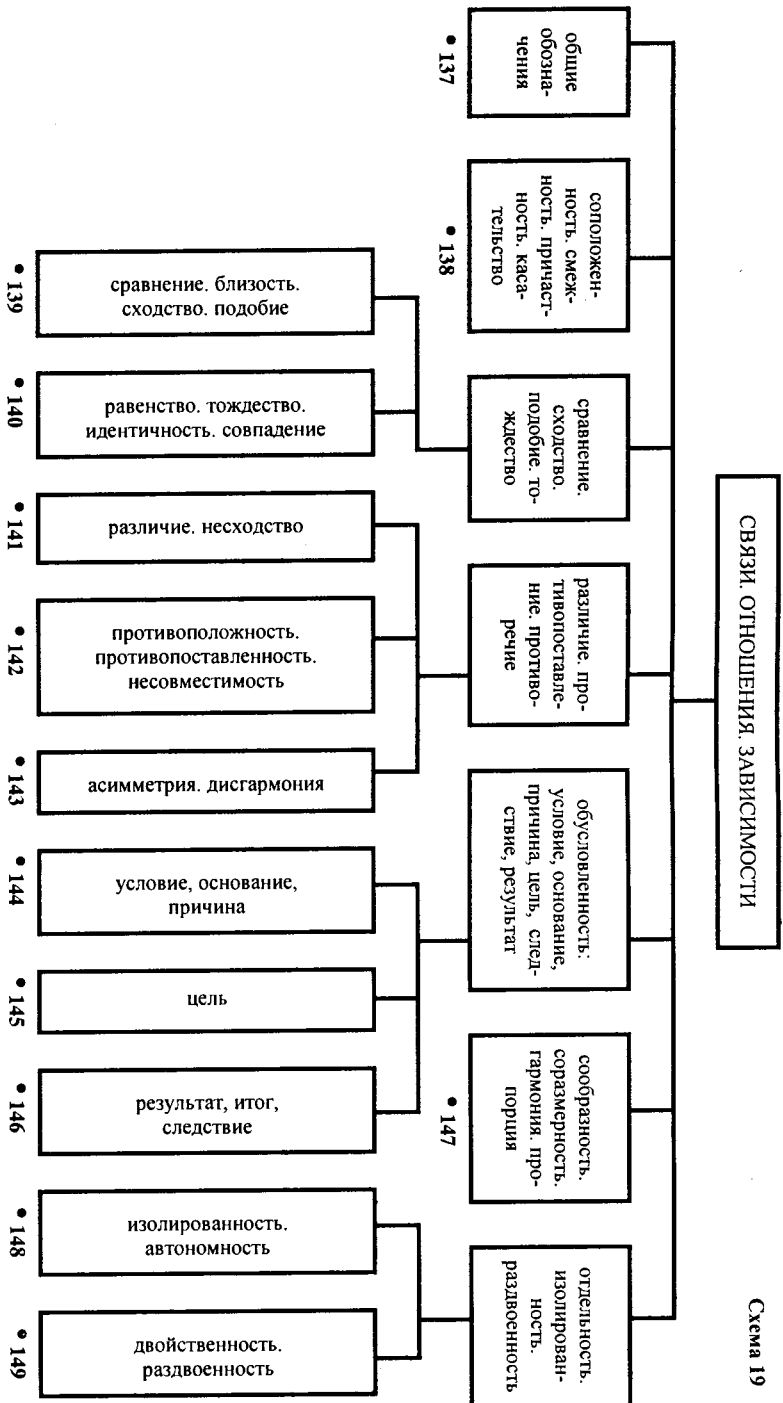 Схема 19
СВЯЗИ. ОТНОШЕНИЯ. ЗАВИСИМОСТИ
общие
обозна-
чения
• 137
соположен-
ность. смеж-
ность. причаст-
ность. каса-
тельство
• 138
сравнение.
сходство.
подобие. то-
ждество
различие. про-
тивопоставле-
ние. противо-
речие
обусловленность:
условие, основание,
причина, цель, след-
ствие, результат
сообразность.
соразмерность.
гармония. про-
порция
• 147
отдельность.
изолирован-
ность.
раздвоенность
сравнение. близость.
сходство. подобие
• 139
равенство. тождество.
идентичность. совпадение
• 140
различие. несходство
• 141
противоположность.
противопоставленность.
несовместимость
• 142
асимметрия. дисгармония
• 143
условие, основание,
причина
• 144
цель
• 145
результат, итог,
следствие
• 146
изолированность.
автономность
• 148
двойственность.
раздвоенность
• 149